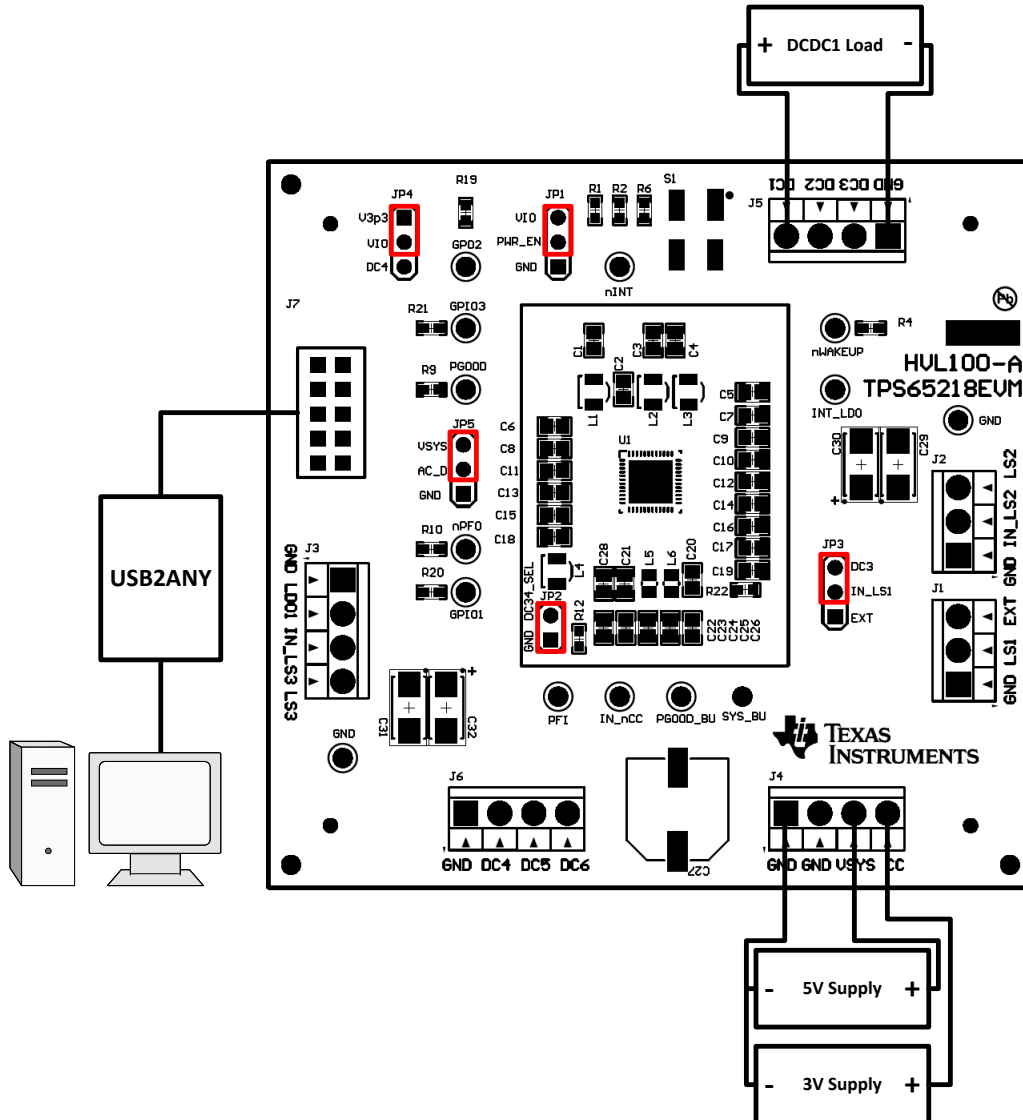 + DCDC1 Load -
DC1 DC2 DC3 GND
J5
JP4
V3p3
VIO
DC4
R19
GPO2
JP1
VIO
PWR_EN
GND
R1 R2 R6
S1
nINT
J7
R21
GPIO3
R9
PGOOD
JP5
VSYS
AC_D
GND
R10
nPFO
R20
GPIO1
C1
C3
C4
C2
L1
L2
L3
U1
C6
C8
C11
C13
C15
C18
C5
C7
C9
C10
C12
C14
C16
C17
C19
R22
C28
C21
L5
L6
C20
L4
JP2
GND DC34_SEL
R12
C22
C23
C24
C25
C26
nWAKEUP
R4
Pb
HVL100-A
TPS65218EVM
INT_LDO
GND
C30
C29
+
J2
GND IN_LS2 LS2
JP3
DC3
IN_LS1
EXT
J1
GND LS1 EXT
USB2ANY
J3
GND LDO1 IN_LS3 LS3
C31
C32
+
GND
PFI
IN_nCC
PGOOD_BU
SYS_BU
TEXAS
INSTRUMENTS
J6
GND DC4 DC5 DC6
C27
J4
GND GND VSYS CC
- 5V Supply +
- 3V Supply +